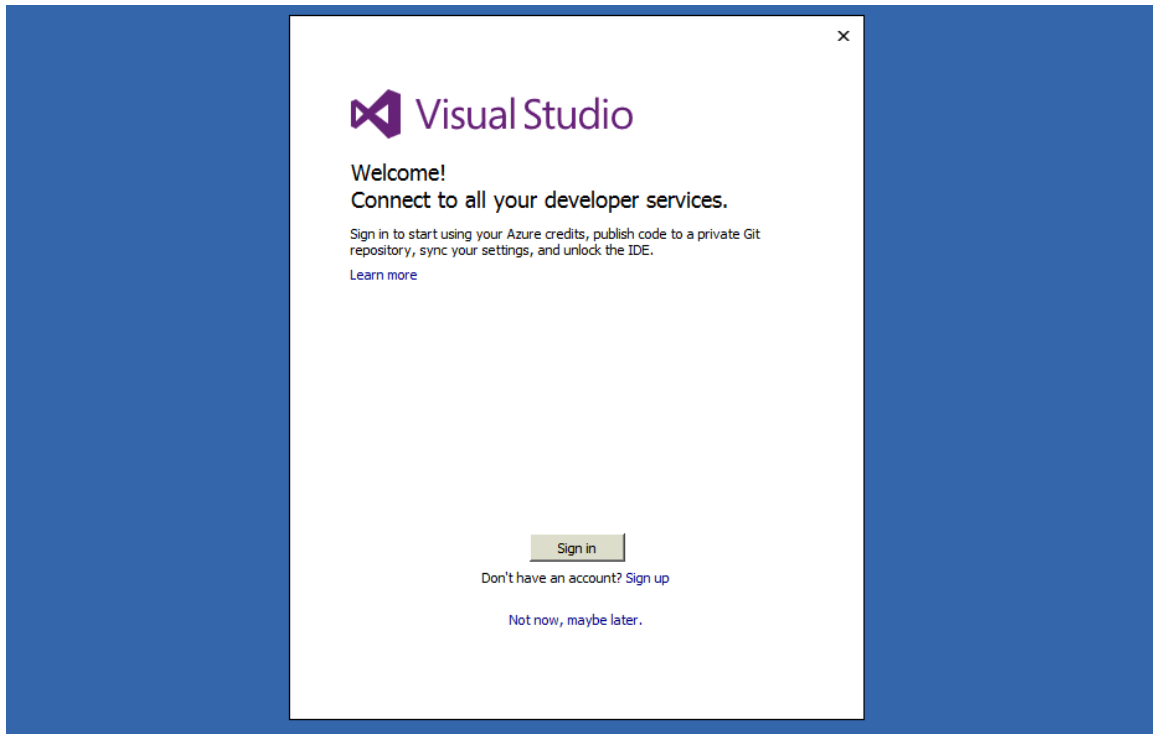 Visual Studio
Welcome!
Connect to all your developer services.
Sign in to start using your Azure credits, publish code to a private Git
repository, sync your settings, and unlock the IDE.
Learn more
Sign in
Don't have an account? Sign up
Not now, maybe later.